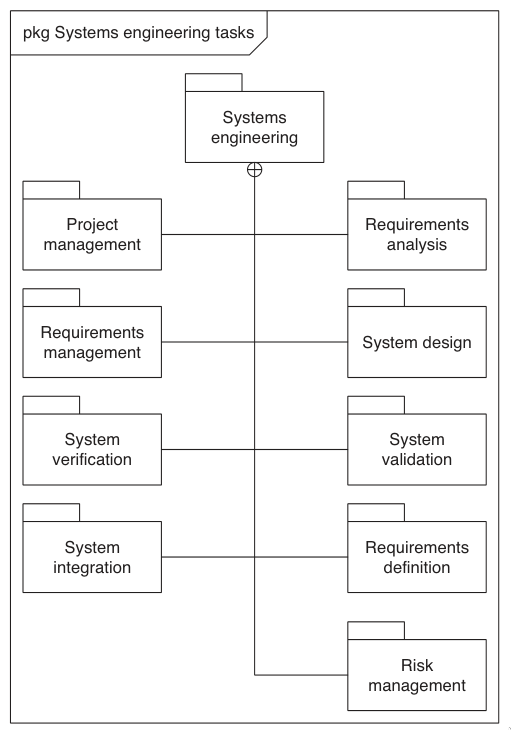 pkg Systems engineering tasks
Systems
engineering
Project
management
Requirements
analysis
Requirements
management
System design
System
verification
System
validation
System
integration
Requirements
definition
Risk
management